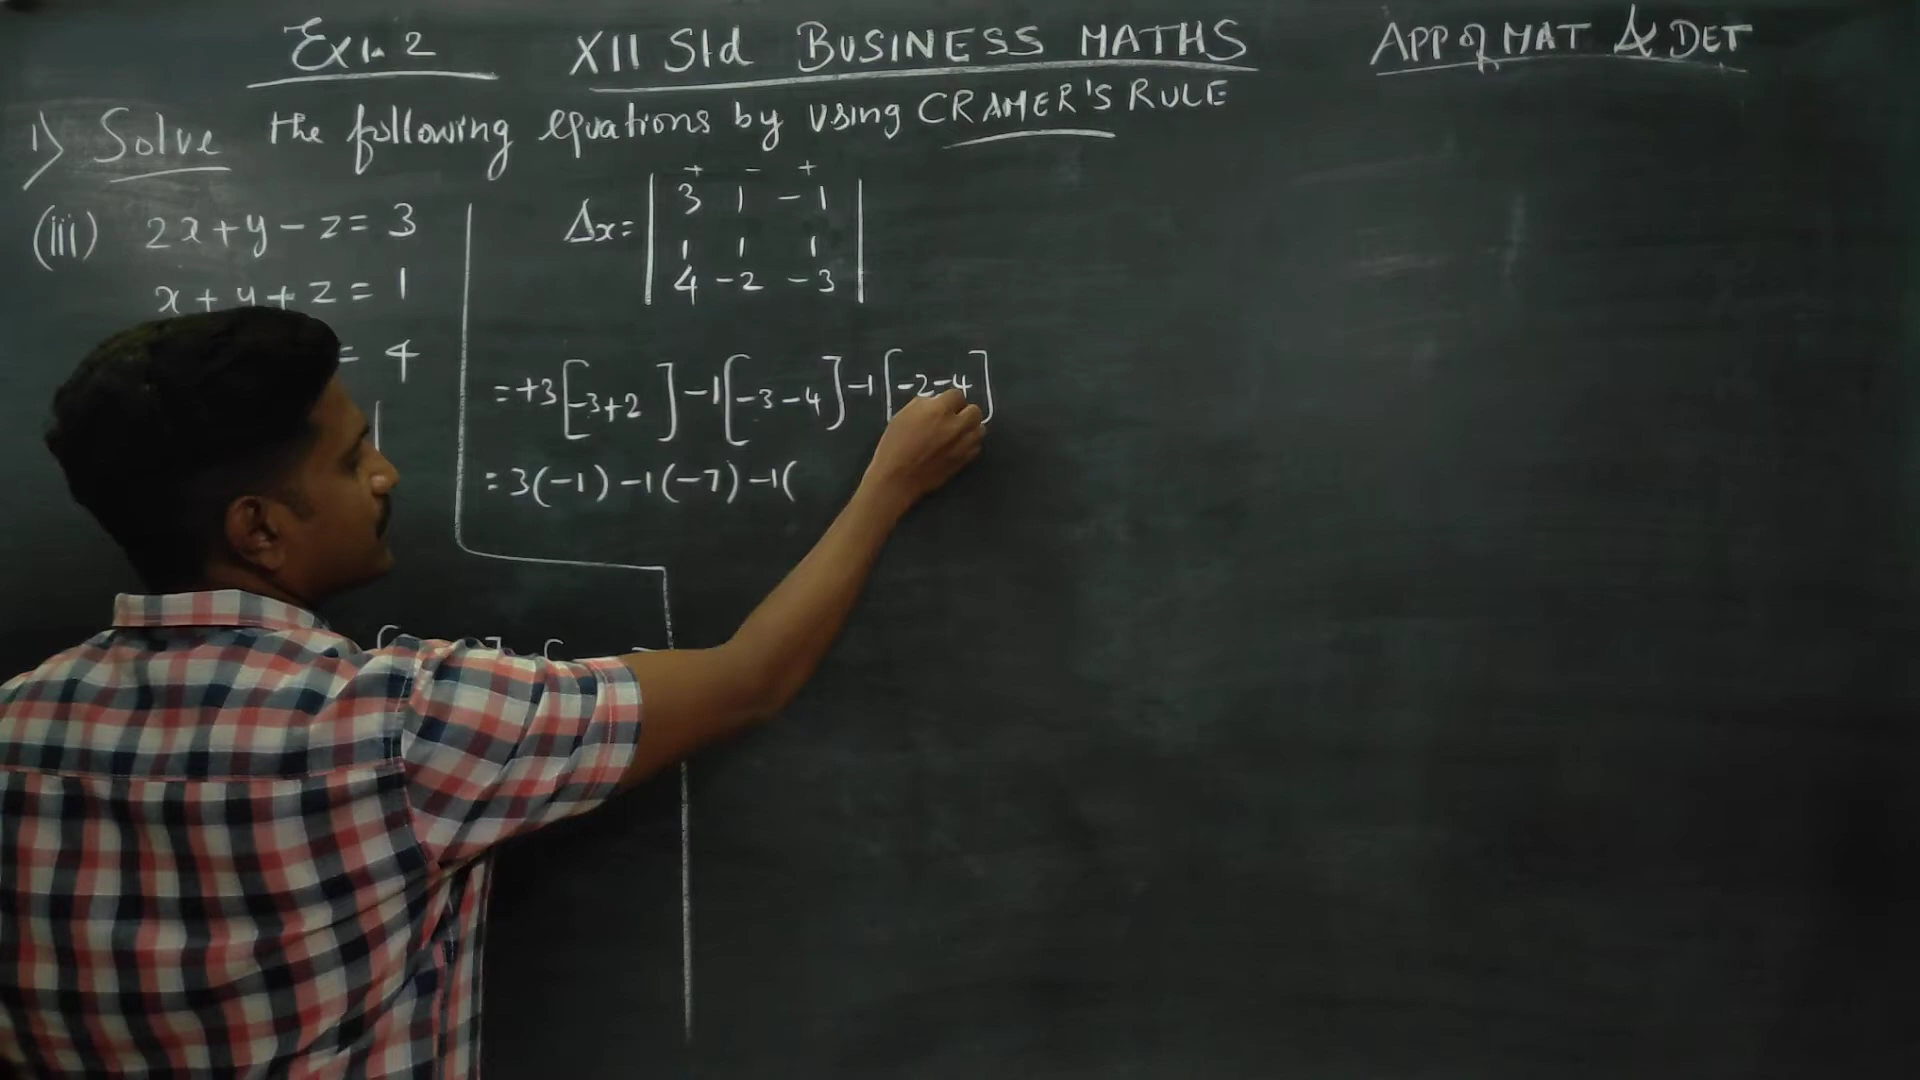 Ex 1.2 XII Std BUSINESS MATHS APP of MAT & DET
1) Solve the following equations by using CRAMER'S RULE
(iii) 2x+y-z=3
x+y+z=1
=4
+ - +
Δx= | 3 1 -1 |
| 1 1 1 |
| 4 -2 -3 |
=+3[-3+2]-1[-3-4]-1[-2-4]
=3(-1)-1(-7)-1(